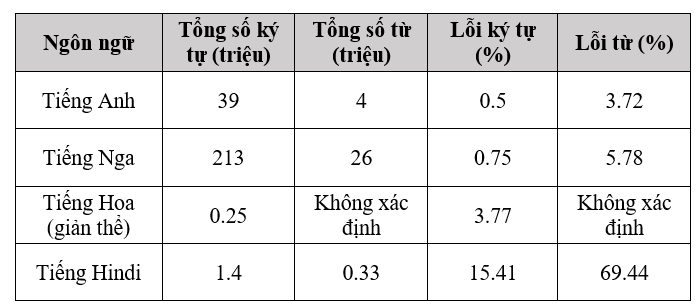 Ngôn ngữ
Tổng số ký
tự (triệu)
Tổng số từ
(triệu)
Lỗi ký tự
(%)
Lỗi từ (%)
Tiếng Anh
39
4
0.5
3.72
Tiếng Nga
213
26
0.75
5.78
Tiếng Hoa
(giản thể)
0.25
Không xác
định
3.77
Không xác
định
Tiếng Hindi
1.4
0.33
15.41
69.44